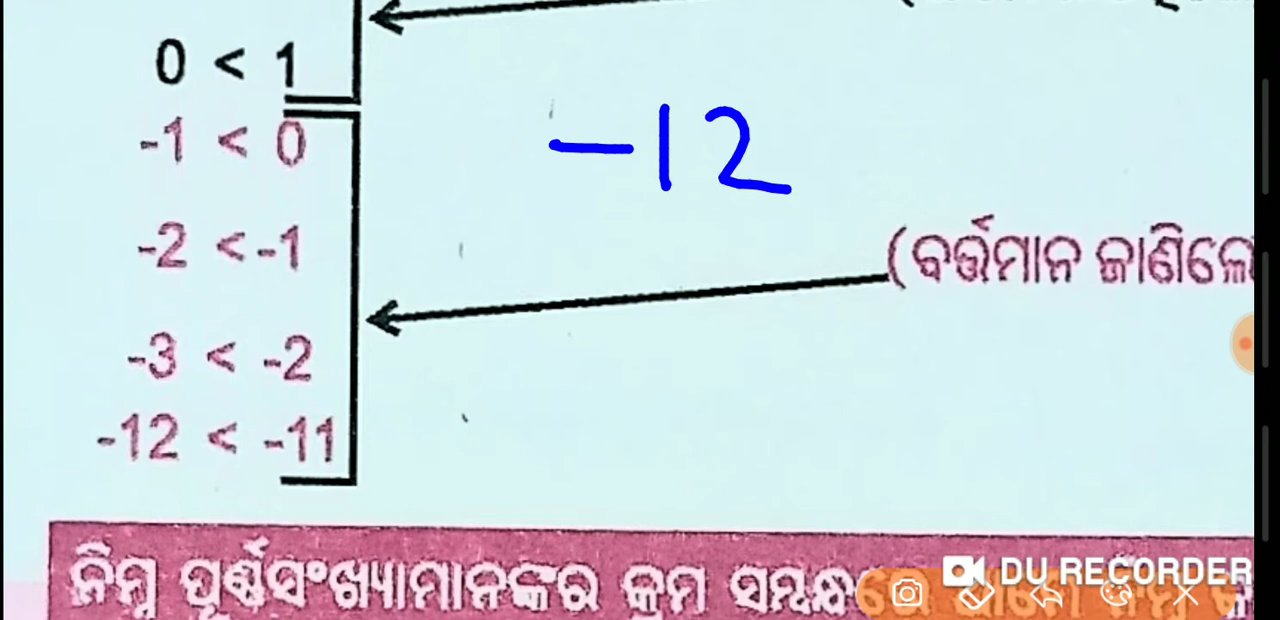 0 < 1
-1 < 0
-12
-2 < -1
(ବର୍ତ୍ତମାନ ଜାଣିଲେ
-3 < -2
-12 < -11
ନିମ୍ନ ପୂର୍ଣ୍ଣସଂଖ୍ୟାମାନଙ୍କର କ୍ରମ ସମ୍ବନ୍ଧରେ
DU RECORDER